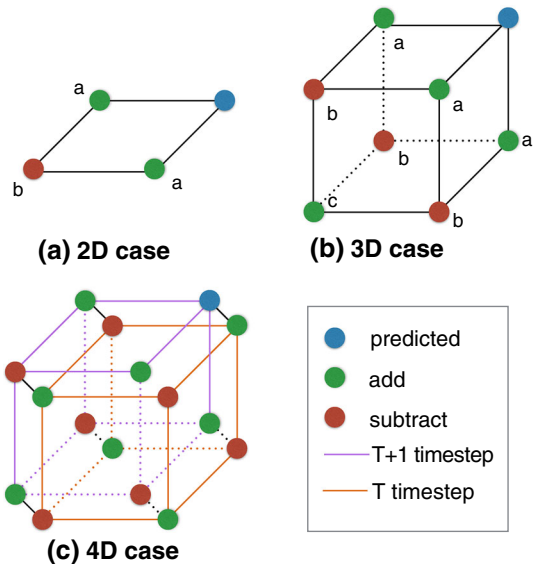 a
b
a
(a) 2D case
a
b
a
b
a
c
b
(b) 3D case
(c) 4D case
predicted
add
subtract
T+1 timestep
T timestep